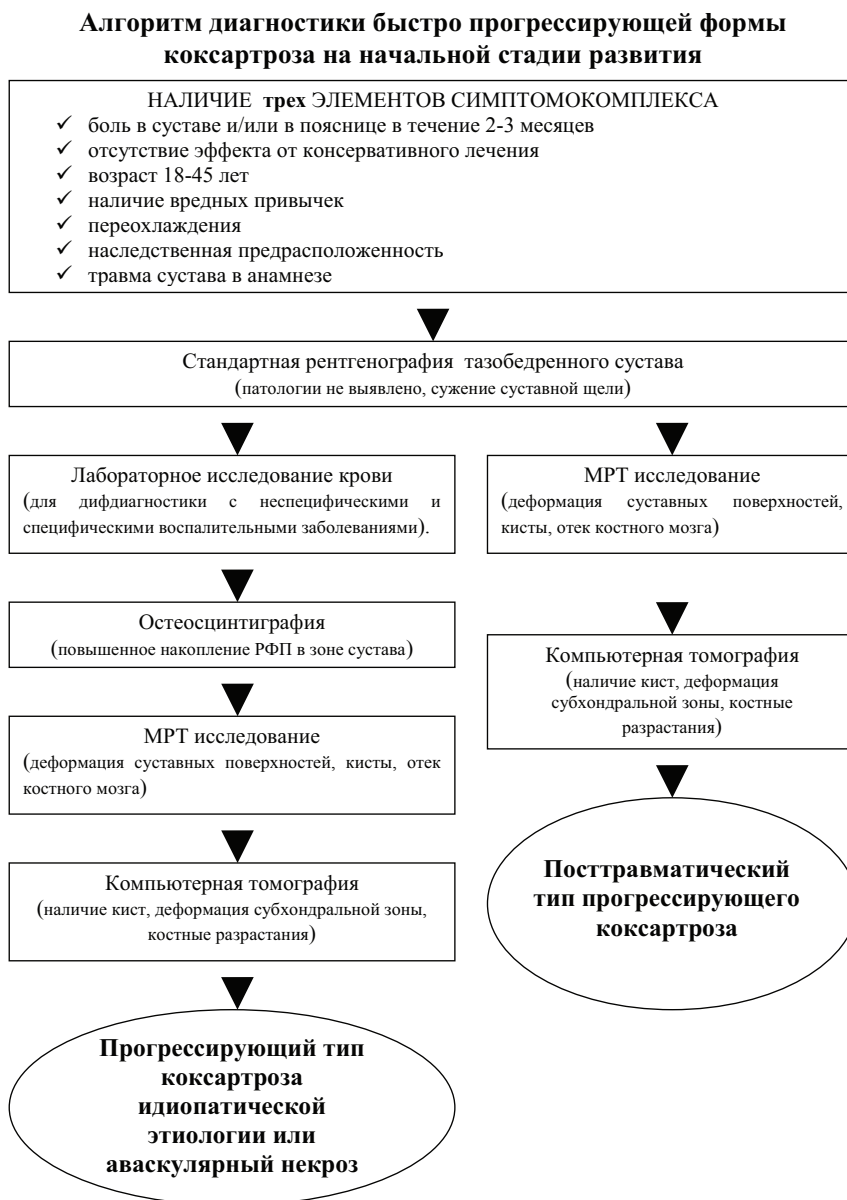 Алгоритм диагностики быстро прогрессирующей формы
коксартроза на начальной стадии развития
НАЛИЧИЕ трех ЭЛЕМЕНТОВ СИМПТОМОКОМПЛЕКСА
✓ боль в суставе и/или в пояснице в течение 2-3 месяцев
✓ отсутствие эффекта от консервативного лечения
✓ возраст 18-45 лет
✓ наличие вредных привычек
✓ переохлаждения
✓ наследственная предрасположенность
✓ травма сустава в анамнезе
Стандартная рентгенография тазобедренного сустава
(патологии не выявлено, сужение суставной щели)
Лабораторное исследование крови
(для дифдиагностики с неспецифическими и
специфическими воспалительными заболеваниями).
Остеосцинтиграфия
(повышенное накопление РФП в зоне сустава)
МРТ исследование
(деформация суставных поверхностей, кисты, отек
костного мозга)
Компьютерная томография
(наличие кист, деформация субхондральной зоны,
костные разрастания)
Прогрессирующий тип
коксартроза
идиопатической
этиологии или
аваскулярный некроз
МРТ исследование
(деформация суставных поверхностей,
кисты, отек костного мозга)
Компьютерная томография
(наличие кист, деформация
субхондральной зоны, костные
разрастания)
Посттравматический
тип прогрессирующего
коксартроза